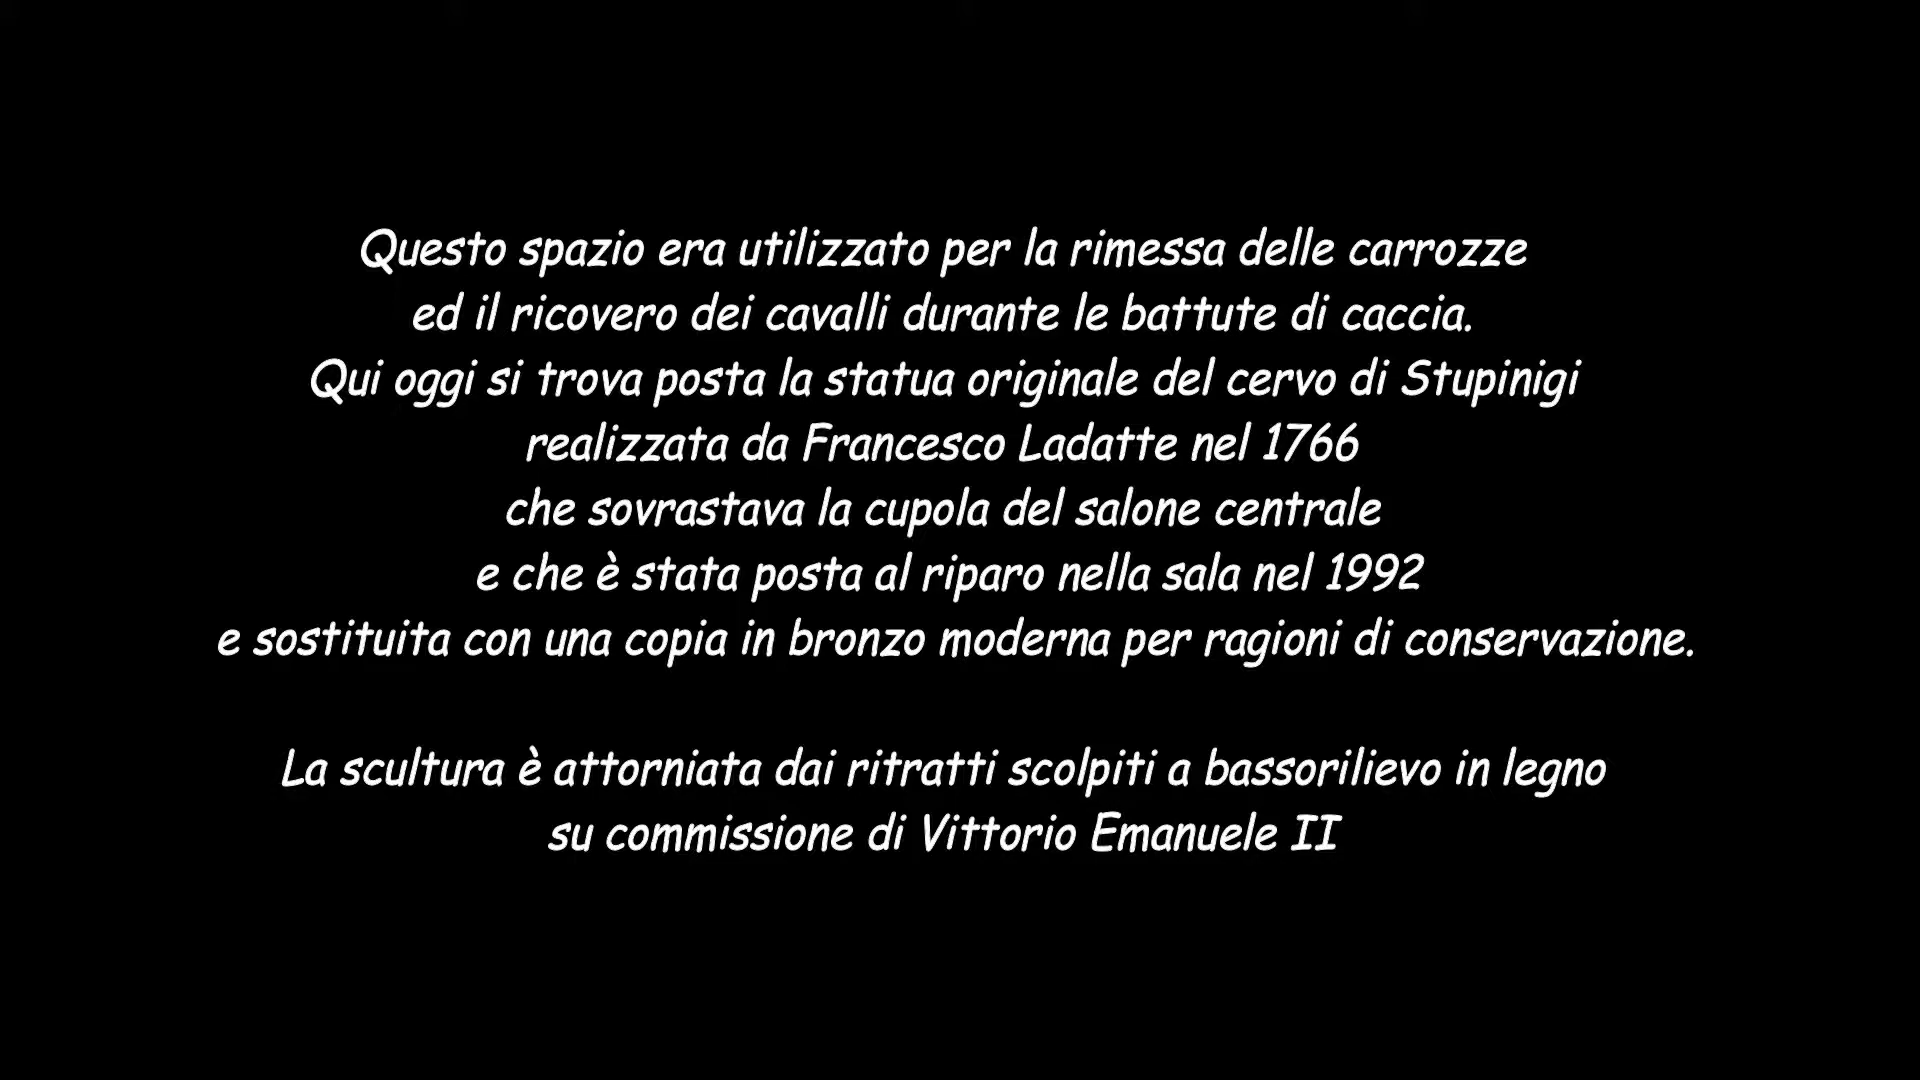 Questo spazio era utilizzato per la rimessa delle carrozze
ed il ricovero dei cavalli durante le battute di caccia.
Qui oggi si trova posta la statua originale del cervo di Stupinigi
realizzata da Francesco Ladatte nel 1766
che sovrastava la cupola del salone centrale
e che è stata posta al riparo nella sala nel 1992
e sostituita con una copia in bronzo moderna per ragioni di conservazione.
La scultura è attorniata dai ritratti scolpiti a bassorilievo in legno
su commissione di Vittorio Emanuele II